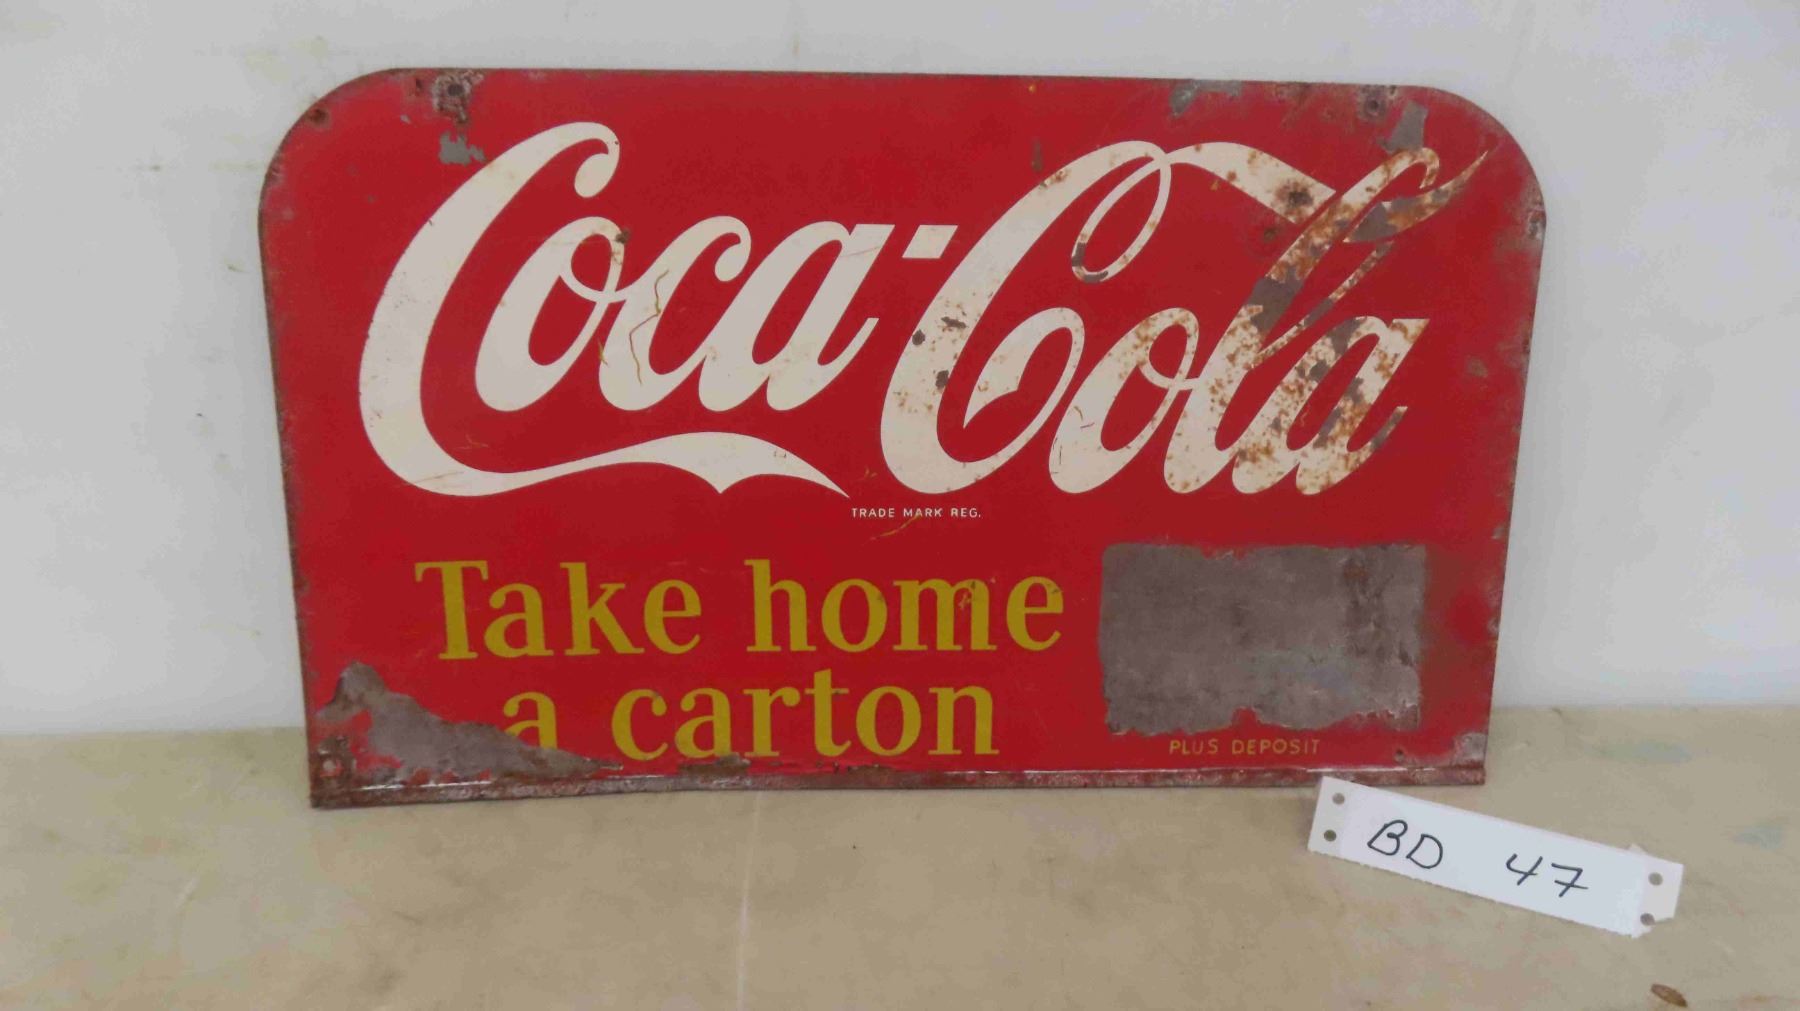 Coca-Cola
TRADE MARK REG.
Take home
a carton
PLUS DEPOSIT
BD 47